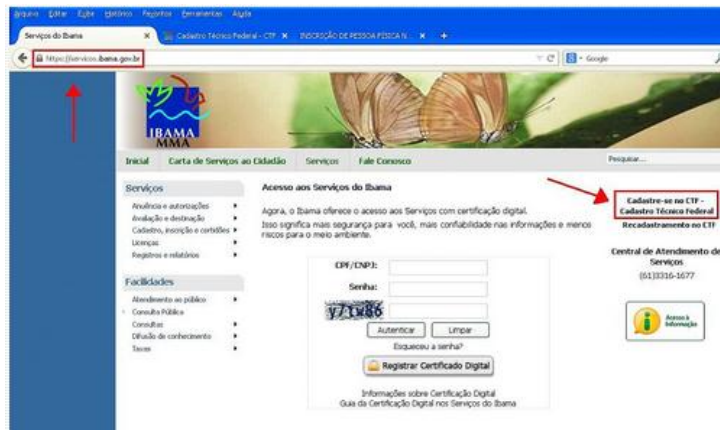 Arquivo Editar Exibir Histórico Favoritos Ferramentas Ajuda
Serviços do Ibama
Cadastro Técnico Federal - CTF
INSCRIÇÃO DE PESSOA FÍSICA N...
https://servicos.ibama.gov.br
Google
IBAMA
MMA
Inicial Carta de Serviços ao Cidadão Serviços Fale Conosco
Pesquisar...
Serviços
Anuência e autorizações
Avaliação e destinação
Cadastro, inscrição e certidões
Licenças
Registros e relatórios
Facilidades
Atendimento ao público
Consulta Pública
Consultas
Difusão de conhecimento
Taxas
Acesso aos Serviços do Ibama
Agora, o Ibama oferece o acesso aos Serviços com certificação digital.
Isso significa mais segurança para você, mais confiabilidade nas informações e menos
riscos para o meio ambiente.
CPF/CNPJ:
Senha:
Autenticar Limpar
Esqueceu a senha?
Registrar Certificado Digital
Informações sobre Certificação Digital
Guia da Certificação Digital nos Serviços do Ibama
Cadastre-se no CTF -
Cadastro Técnico Federal
Recadastramento no CTF
Central de Atendimento de
Serviços
(61)3316-1677
Acesso à
Informação